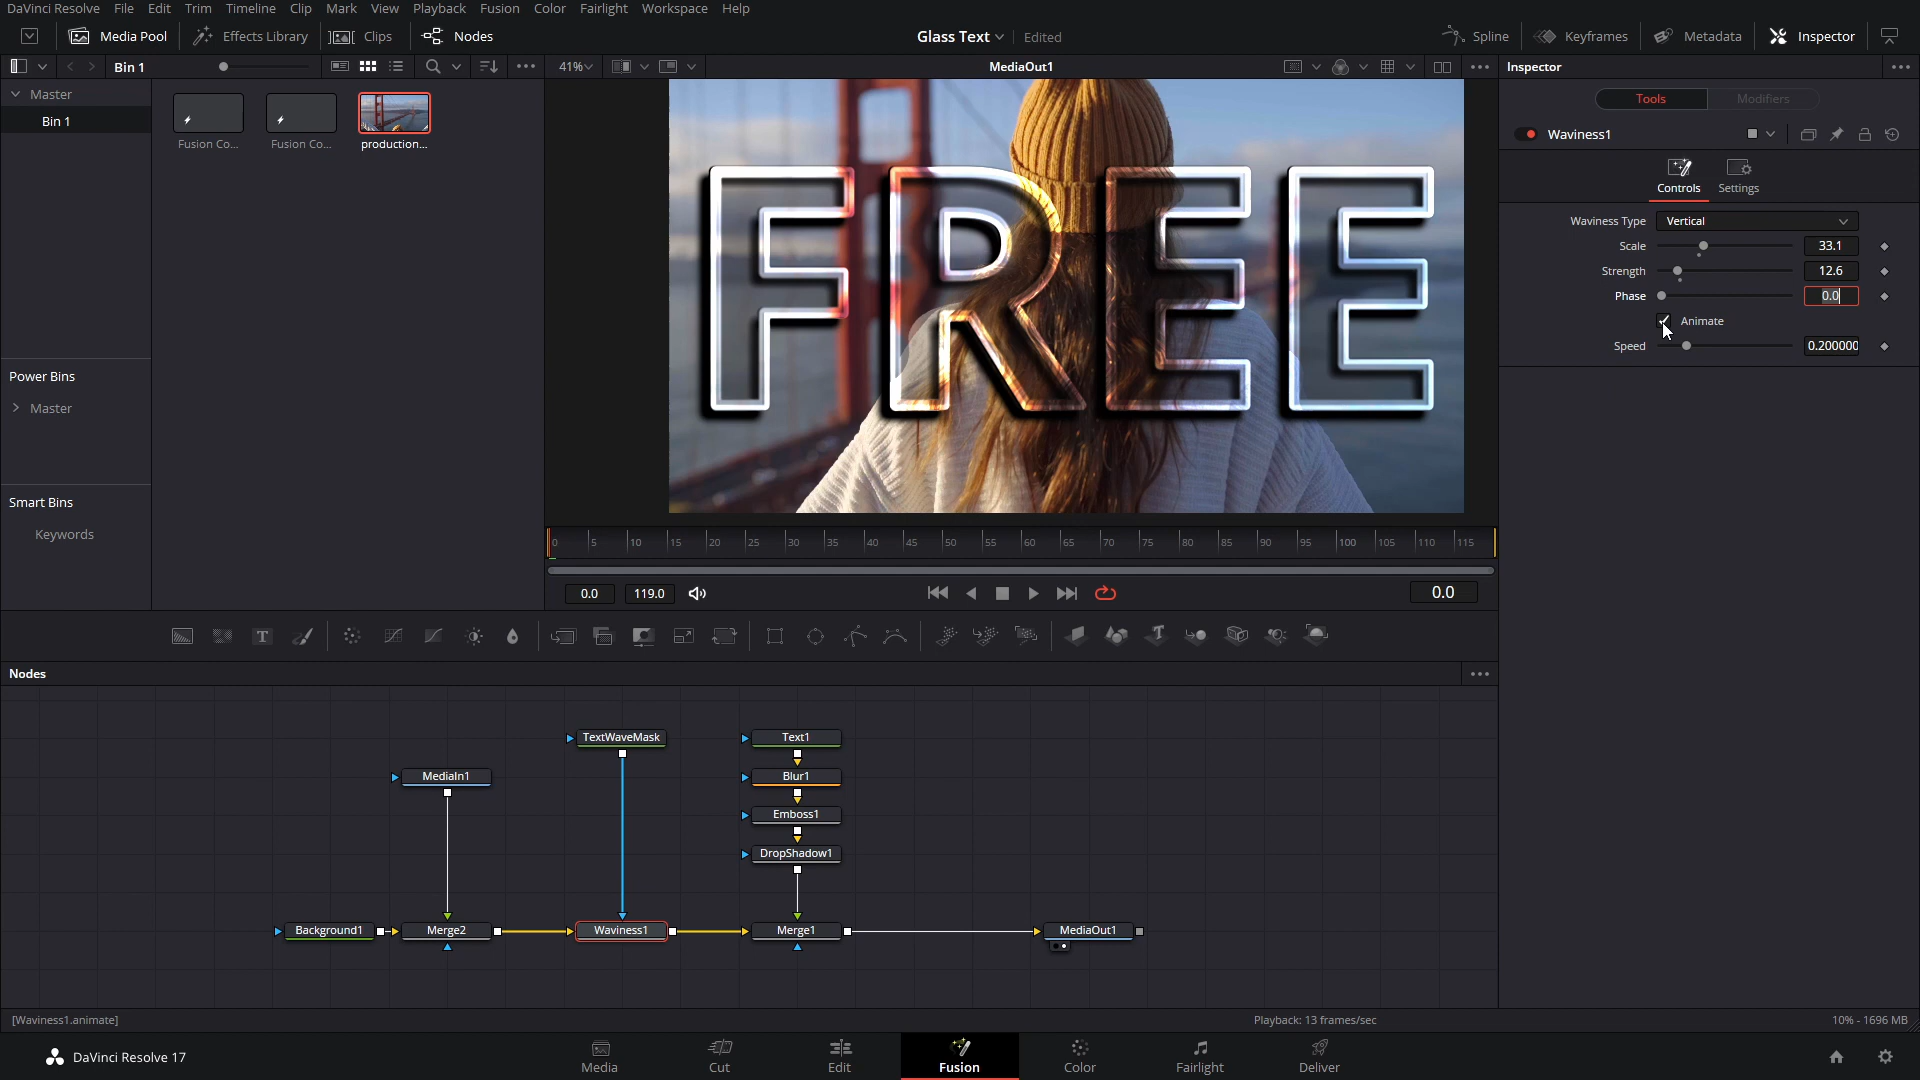 DaVinci Resolve File Edit Trim Timeline Clip Mark View Playback Fusion Color Fairlight Workspace Help
Media Pool Effects Library Clips Nodes Glass Text Edited Spline Keyframes Metadata Inspector
Bin 1 41% MediaOut1 Inspector
Master
Bin 1
Fusion Co... Fusion Co... production...
Power Bins
Master
Smart Bins
Keywords
FREE
Tools Modifiers
Waviness1
Controls Settings
Waviness Type Vertical
Scale 33.1
Strength 12.6
Phase 0.0
Animate
Speed 0.200000
0 5 10 15 20 25 30 35 40 45 50 55 60 65 70 75 80 85 90 95 100 105 110 115
0.0 119.0 0.0
T
Nodes
TextWaveMask Text1
MediaIn1 Blur1
Emboss1
DropShadow1
Background1 Merge2 Waviness1 Merge1 MediaOut1
[Waviness1.animate] Playback: 13 frames/sec 10% - 1696 MB
DaVinci Resolve 17 Media Cut Edit Fusion Color Fairlight Deliver